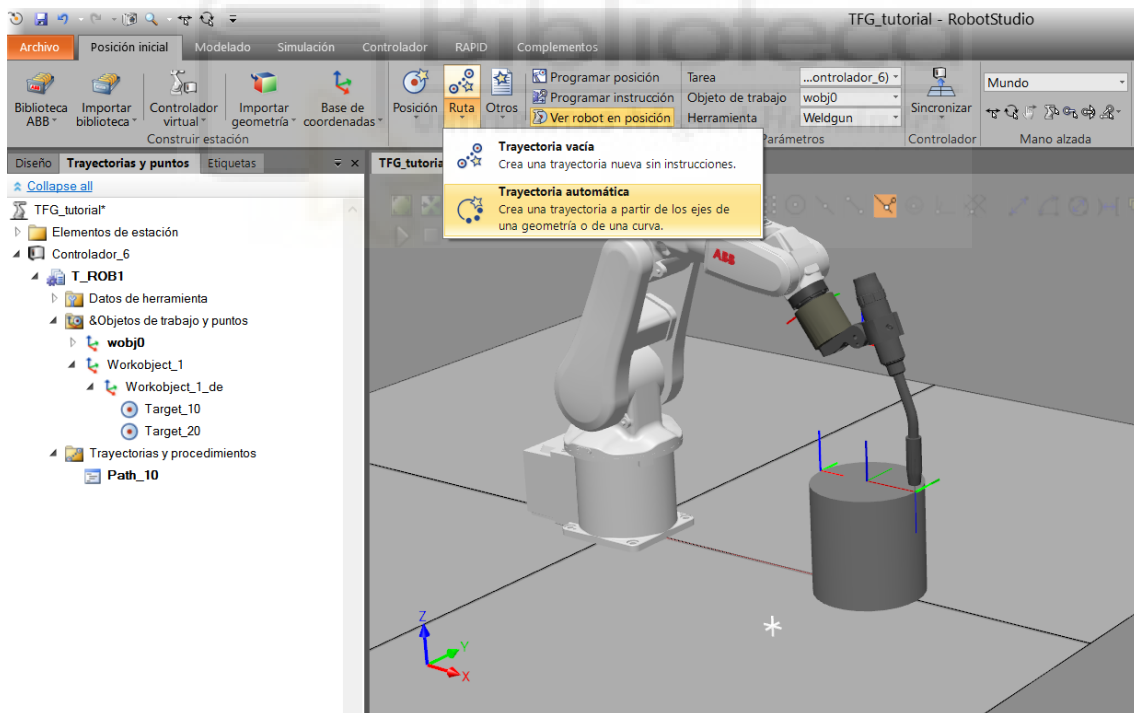 TFG_tutorial - RobotStudio
Archivo Posición inicial Modelado Simulación Controlador RAPID Complementos
Biblioteca ABB
Importar biblioteca
Controlador virtual
Importar geometría
Base de coordenadas
Construir estación
Posición
Ruta
Otros
Programar posición
Programar instrucción
Ver robot en posición
Tarea ...ontrolador_6)
Objeto de trabajo wobj0
Herramienta Weldgun
Parámetros
Sincronizar
Controlador
Mundo
Mano alzada
Trayectoria vacía
Crea una trayectoria nueva sin instrucciones.
Trayectoria automática
Crea una trayectoria a partir de los ejes de
una geometría o de una curva.
Diseño Trayectorias y puntos Etiquetas
TFG_tutoria
Collapse all
TFG_tutorial*
Elementos de estación
Controlador_6
T_ROB1
Datos de herramienta
&Objetos de trabajo y puntos
wobj0
Workobject_1
Workobject_1_de
Target_10
Target_20
Trayectorias y procedimientos
Path_10
ABB
Z
Y
X
Biblioteca